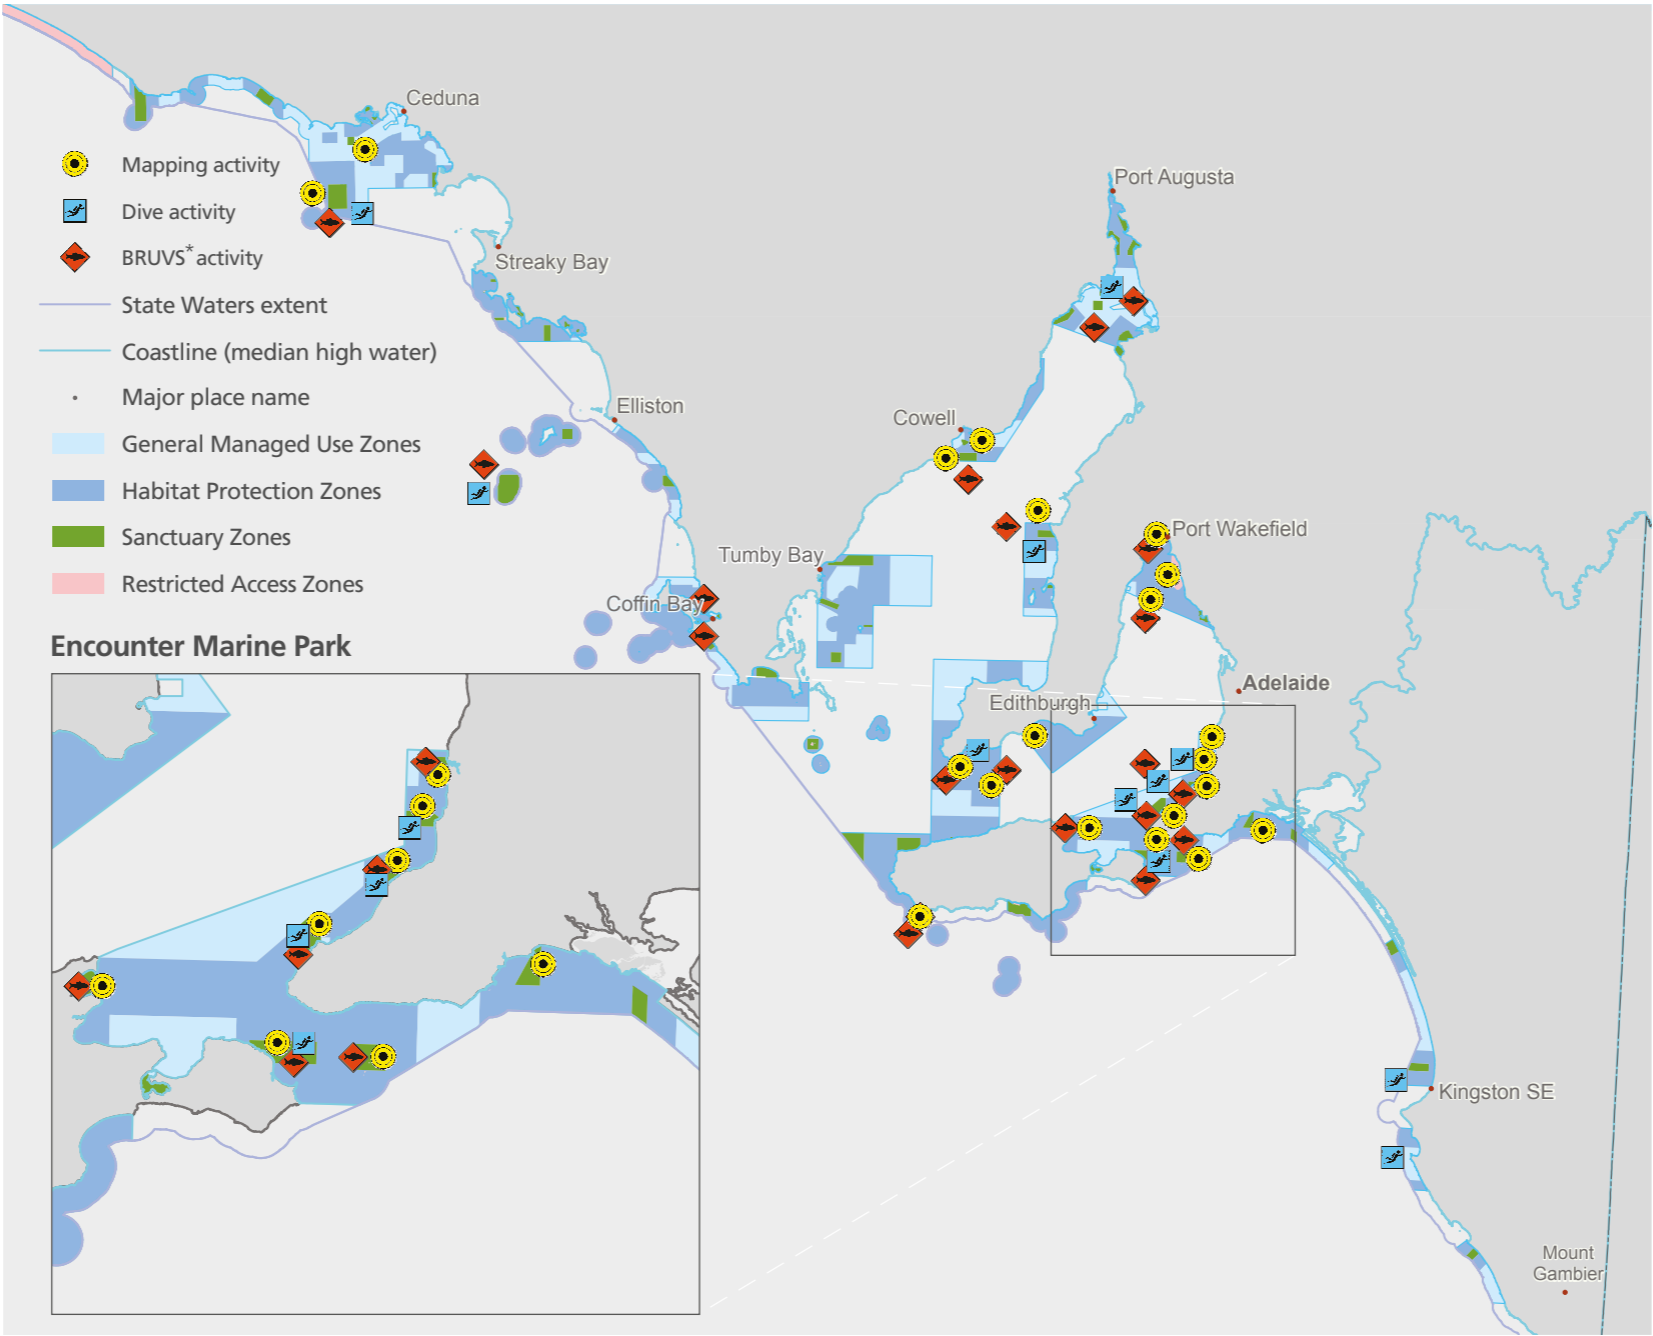 Ceduna
Mapping activity
Port Augusta
Dive activity
BRUVS* activity
Streaky Bay
State Waters extent
Coastline (median high water)
Major place name
Elliston
Cowell
General Managed Use Zones
Habitat Protection Zones
Sanctuary Zones
Port Wakefield
Tumby Bay
Restricted Access Zones
Coffin Bay
Encounter Marine Park
Adelaide
Edithburgh
Kingston SE
Mount
Gambier